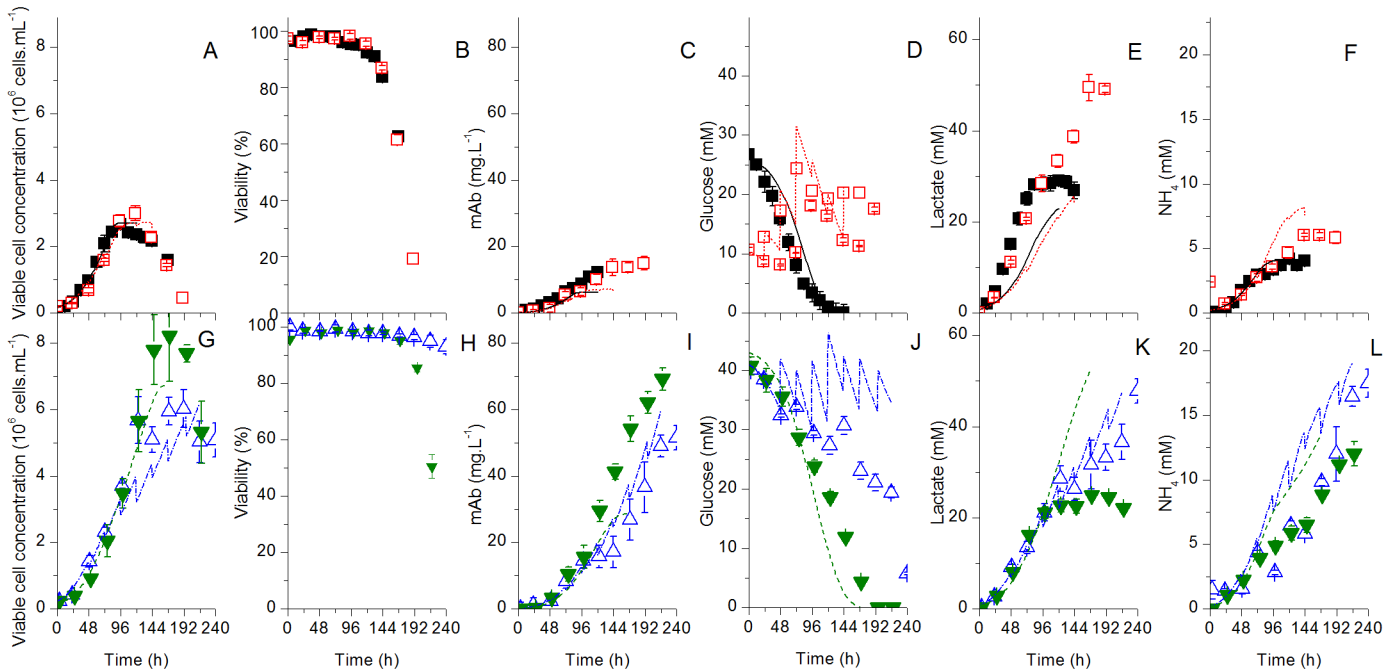 Viable cell concentration (10⁶ cells.mL⁻¹)
8
6
4
2
0
A
Viability (%)
100
80
60
40
20
0
B
mAb (mg.L⁻¹)
80
60
40
20
0
C
Glucose (mM)
40
30
20
10
0
D
Lactate (mM)
60
40
20
0
E
NH₄ (mM)
20
15
10
5
0
F
Viable cell concentration (10⁶ cells.mL⁻¹)
8
6
4
2
0
G
Viability (%)
100
80
60
40
20
0
H
mAb (mg.L⁻¹)
80
60
40
20
0
I
Glucose (mM)
40
30
20
10
0
J
Lactate (mM)
60
40
20
0
K
NH₄ (mM)
20
15
10
5
0
L
0 48 96 144 192 240
0 48 96 144 192 240
0 48 96 144 192 240
0 48 96 144 192 240
0 48 96 144 192 240
0 48 96 144 192 240
Time (h)
Time (h)
Time (h)
Time (h)
Time (h)
Time (h)